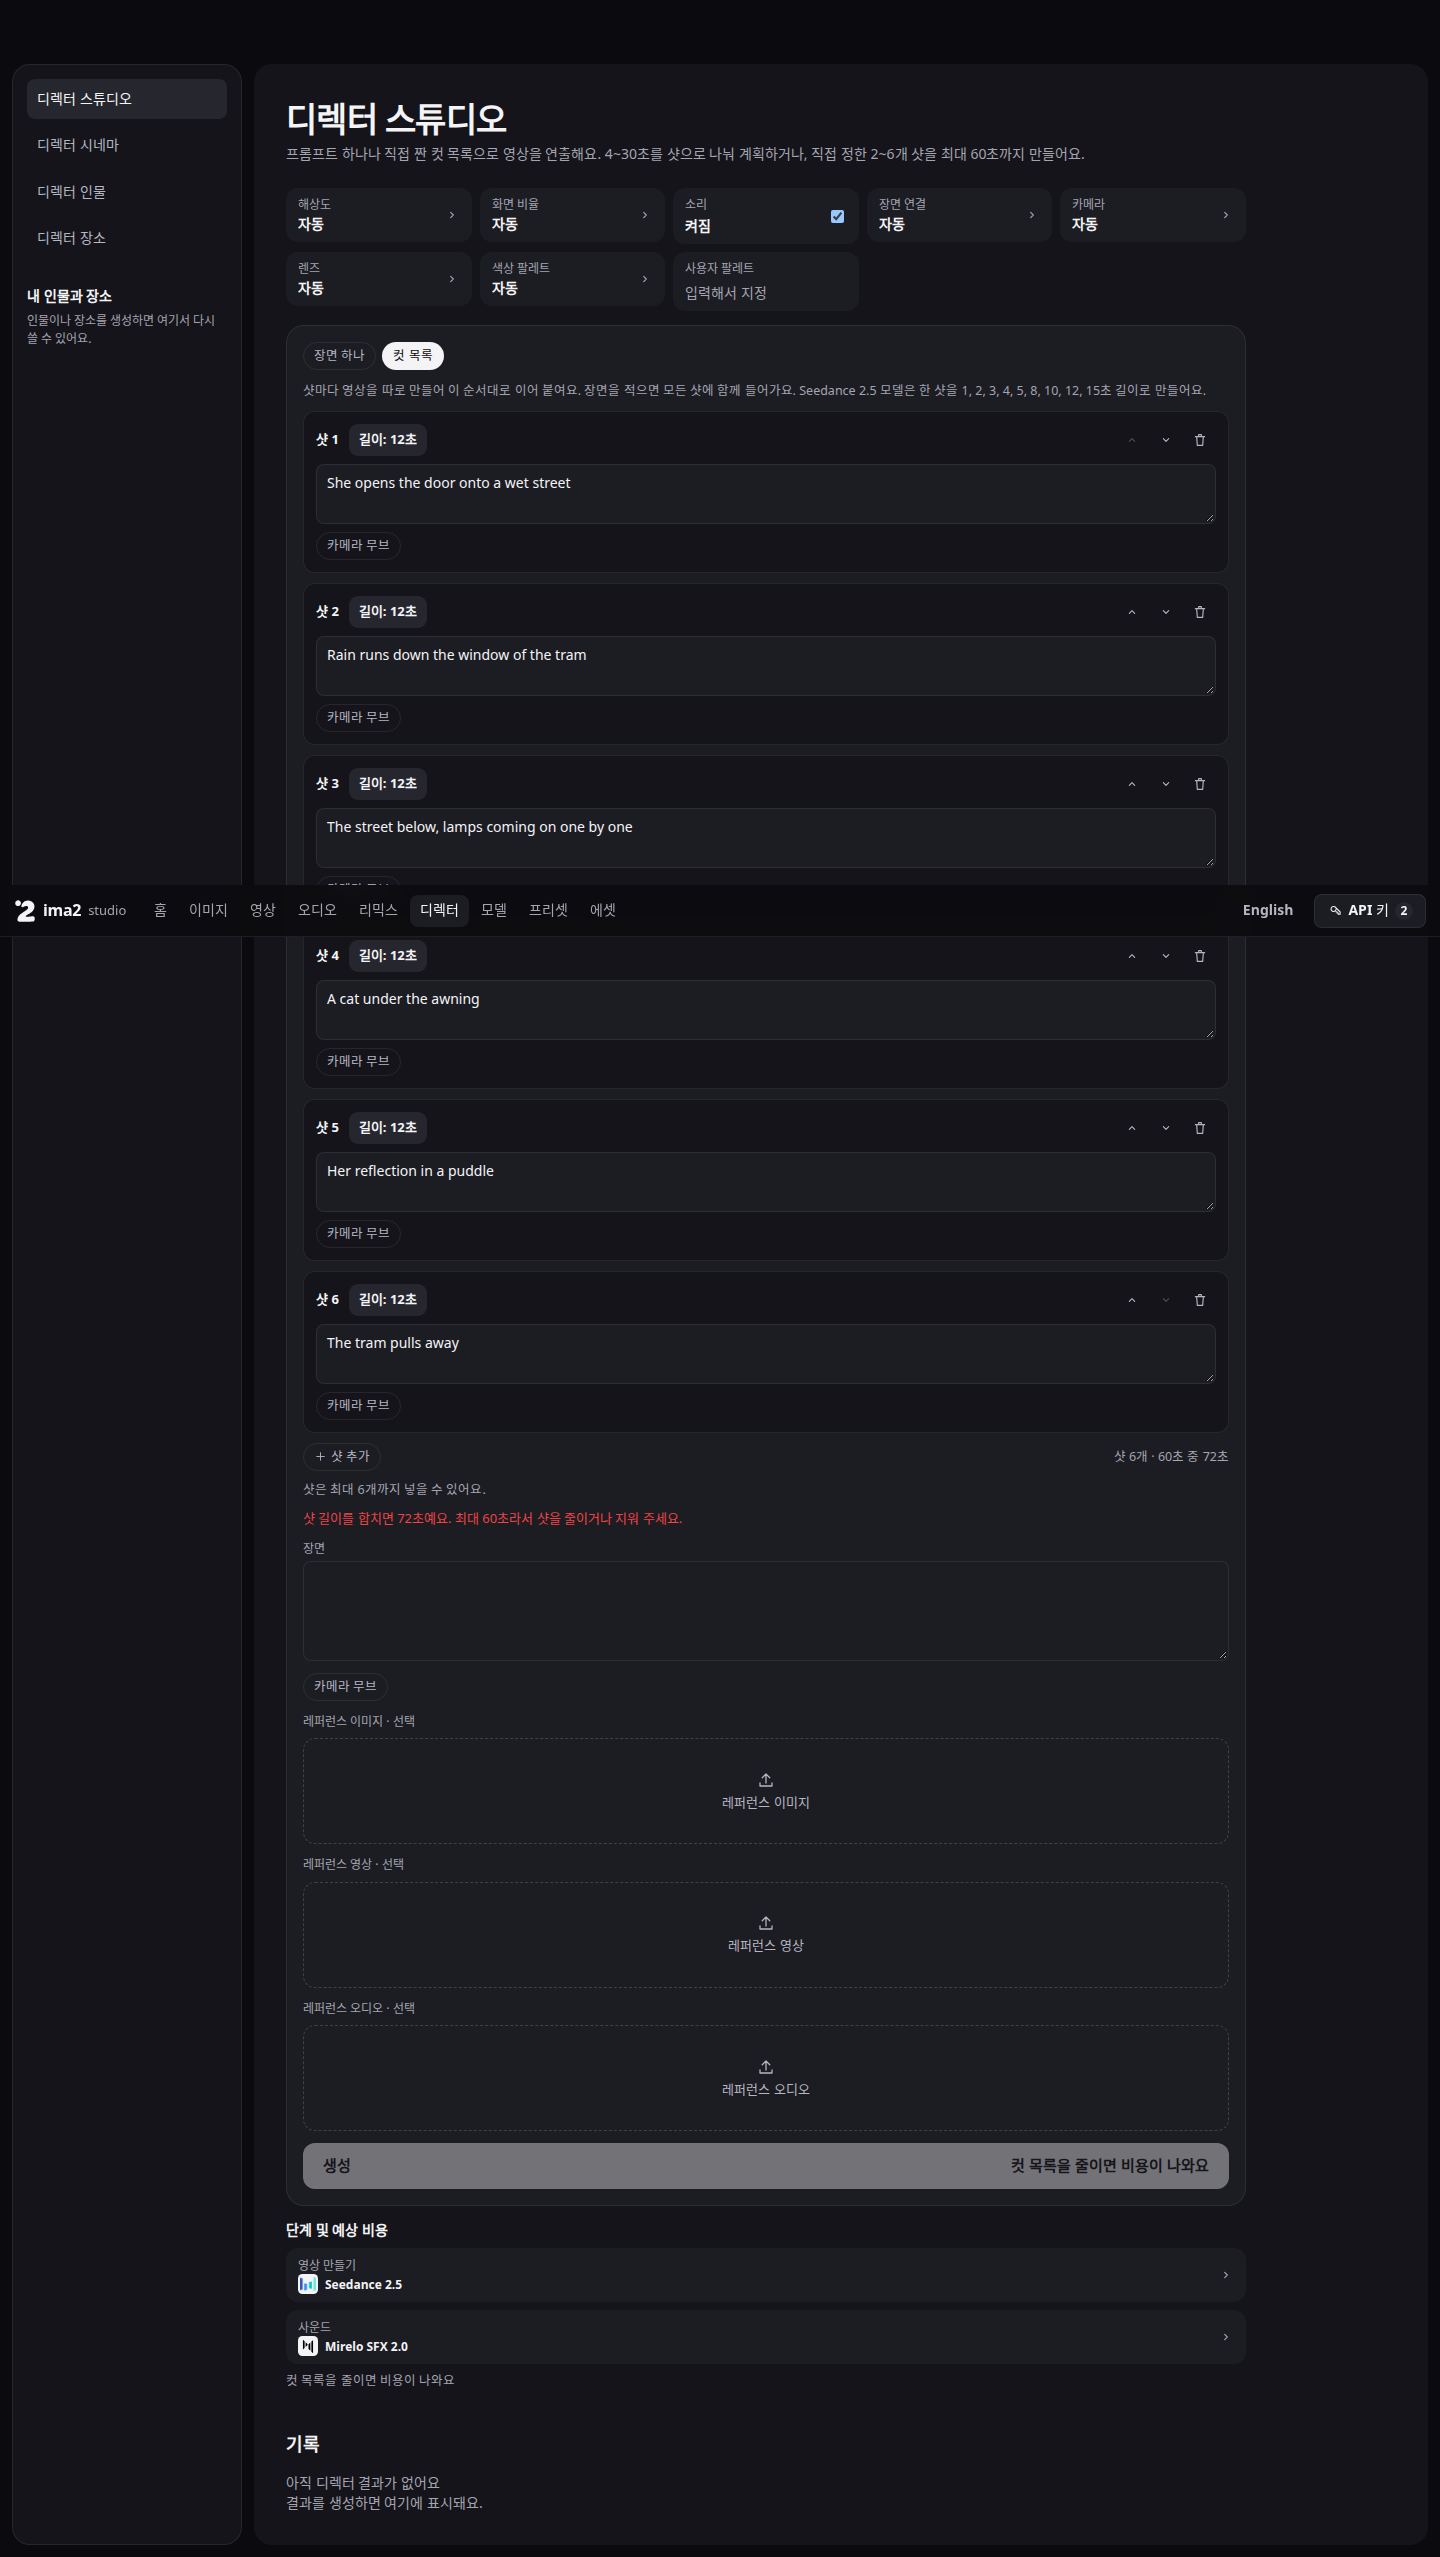 디렉터 스튜디오
디렉터 시네마
디렉터 인물
디렉터 장소
내 인물과 장소
인물이나 장소를 생성하면 여기서 다시
쓸 수 있어요.
디렉터 스튜디오
프롬프트 하나나 직접 짠 컷 목록으로 영상을 연출해요. 4~30초를 샷으로 나눠 계획하거나, 직접 정한 2~6개 샷을 최대 60초까지 만들어요.
해상도
자동
화면 비율
자동
소리
켜짐
장면 연결
자동
카메라
자동
렌즈
자동
색상 팔레트
자동
사용자 팔레트
입력해서 지정
장면 하나
컷 목록
샷마다 영상을 따로 만들어 이 순서대로 이어 붙여요. 장면을 적으면 모든 샷에 함께 들어가요. Seedance 2.5 모델은 한 샷을 1, 2, 3, 4, 5, 8, 10, 12, 15초 길이로 만들어요.
샷 1
길이: 12초
She opens the door onto a wet street
카메라 무브
샷 2
길이: 12초
Rain runs down the window of the tram
카메라 무브
샷 3
길이: 12초
The street below, lamps coming on one by one
ima2 studio
홈
이미지
영상
오디오
리믹스
디렉터
모델
프리셋
에셋
English
API 키 2
샷 4
길이: 12초
A cat under the awning
카메라 무브
샷 5
길이: 12초
Her reflection in a puddle
카메라 무브
샷 6
길이: 12초
The tram pulls away
카메라 무브
샷 추가
샷 6개 · 60초 중 72초
샷은 최대 6개까지 넣을 수 있어요.
샷 길이를 합치면 72초예요. 최대 60초라서 샷을 줄이거나 지워 주세요.
장면
카메라 무브
레퍼런스 이미지 · 선택
레퍼런스 이미지
레퍼런스 영상 · 선택
레퍼런스 영상
레퍼런스 오디오 · 선택
레퍼런스 오디오
생성
컷 목록을 줄이면 비용이 나와요
단계 및 예상 비용
영상 만들기
Seedance 2.5
사운드
Mirelo SFX 2.0
컷 목록을 줄이면 비용이 나와요
기록
아직 디렉터 결과가 없어요
결과를 생성하면 여기에 표시돼요.